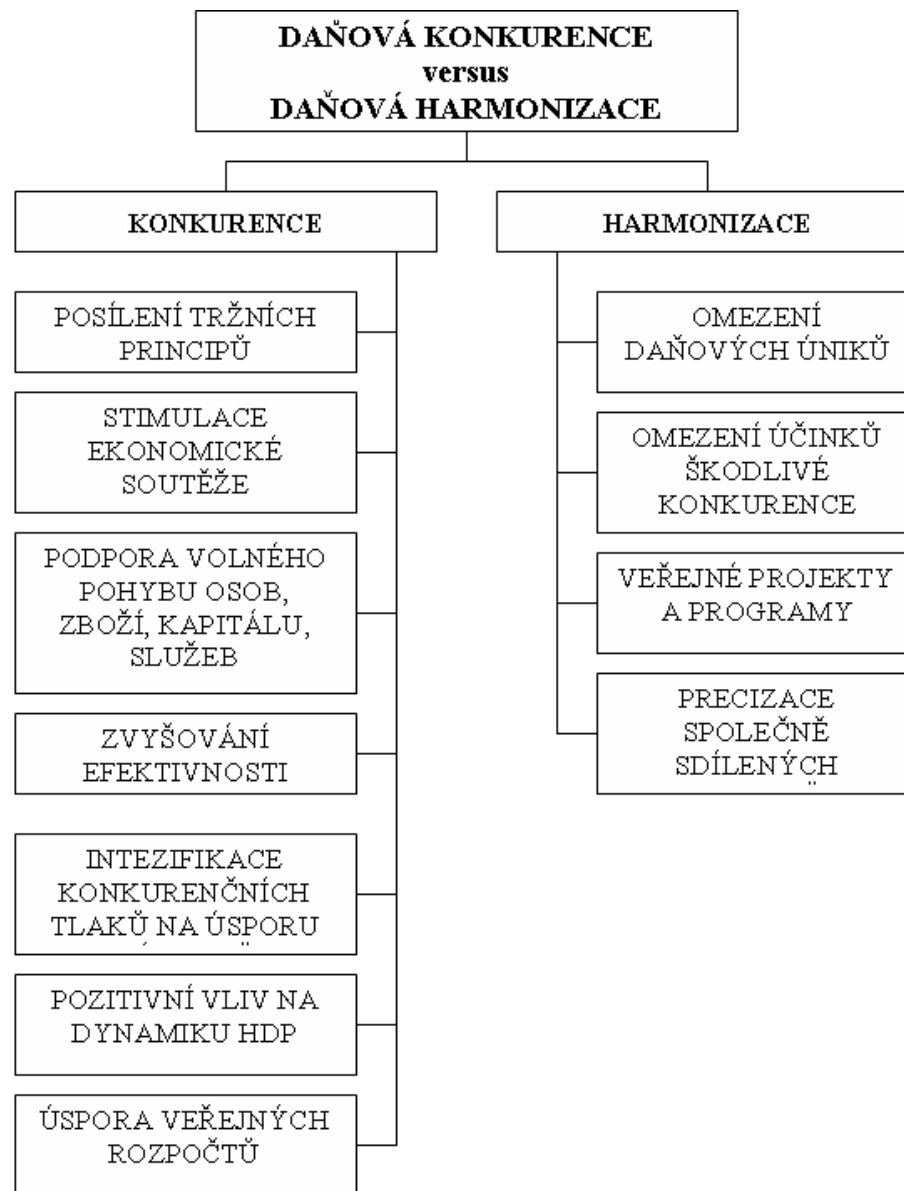 DAŇOVÁ KONKURENCE
versus
DAŇOVÁ HARMONIZACE
KONKURENCE
POSÍLENÍ TRŽNÍCH
PRINCIPŮ
STIMULACE
EKONOMICKÉ
SOUTĚŽE
PODPORA VOLNÉHO
POHYBU OSOB,
ZBOŽÍ, KAPITÁLU,
SLUŽEB
ZVYŠOVÁNÍ
EFEKTIVNOSTI
INTEZIFIKACE
KONKURENČNÍCH
TLAKŮ NA ÚSPORU
POZITIVNÍ VLIV NA
DYNAMIKU HDP
ÚSPORA VEŘEJNÝCH
ROZPOČTŮ
HARMONIZACE
OMEZENÍ
DAŇOVÝCH ÚNIKŮ
OMEZENÍ ÚČINKŮ
ŠKODLIVÉ
KONKURENCE
VEŘEJNÉ PROJEKTY
A PROGRAMY
PRECIZACE
SPOLEČNĚ
SDÍLENÝCH